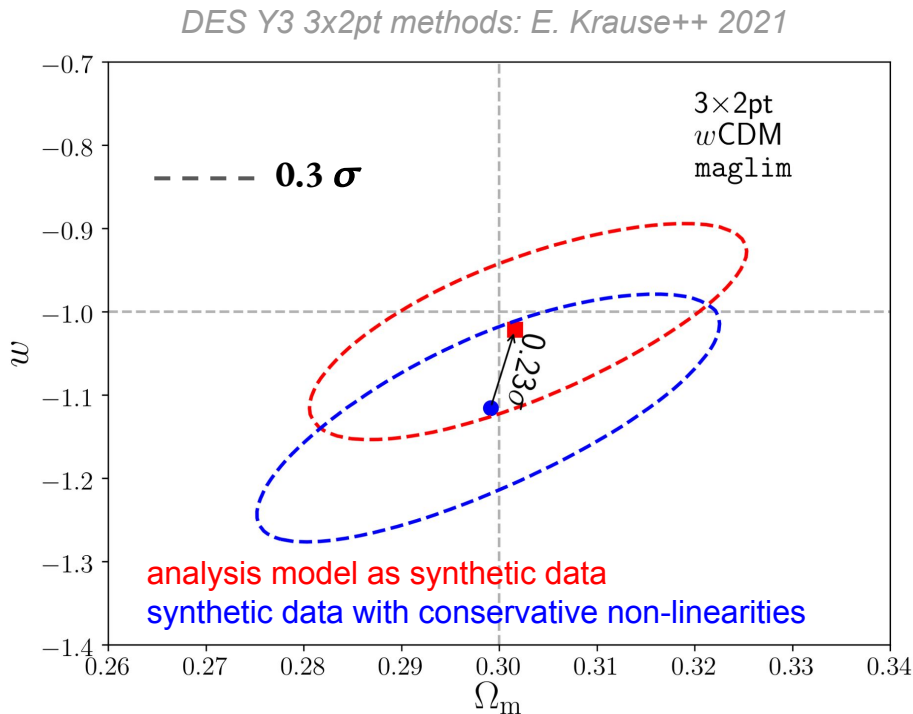 DES Y3 3x2pt methods: E. Krause++ 2021
−0.7
−0.8
−0.9
−1.0
−1.1
−1.2
−1.3
−1.4
w
0.3 σ
3×2pt
wCDM
maglim
0.23σ
analysis model as synthetic data
synthetic data with conservative non-linearities
0.26 0.27 0.28 0.29 0.30 0.31 0.32 0.33 0.34
Ωm